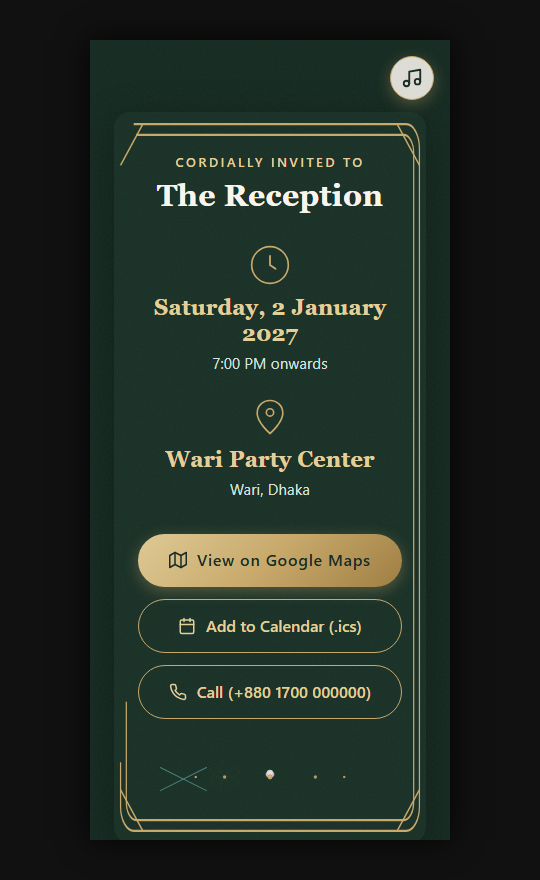 CORDIALLY INVITED TO
The Reception
Saturday, 2 January
2027
7:00 PM onwards
Wari Party Center
Wari, Dhaka
View on Google Maps
Add to Calendar (.ics)
Call (+880 1700 000000)